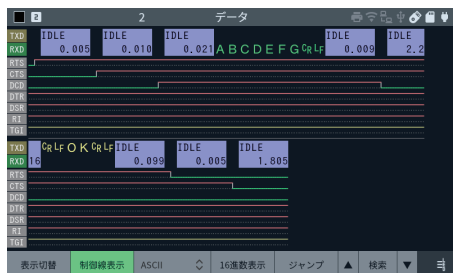 2 2 データ
TXD IDLE IDLE IDLE IDLE IDLE
RXD 0.005 0.010 0.021 A B C D E F G CR LF 0.009 2.2
RTS
CTS
DCD
DTR
DSR
RI
TGI
TXD CR LF O K CR LF IDLE IDLE IDLE
RXD 16 0.099 0.005 1.805
RTS
CTS
DCD
DTR
DSR
RI
TGI
表示切替 制御線表示 ASCII 16進数表示 ジャンプ ▲ 検索 ▼